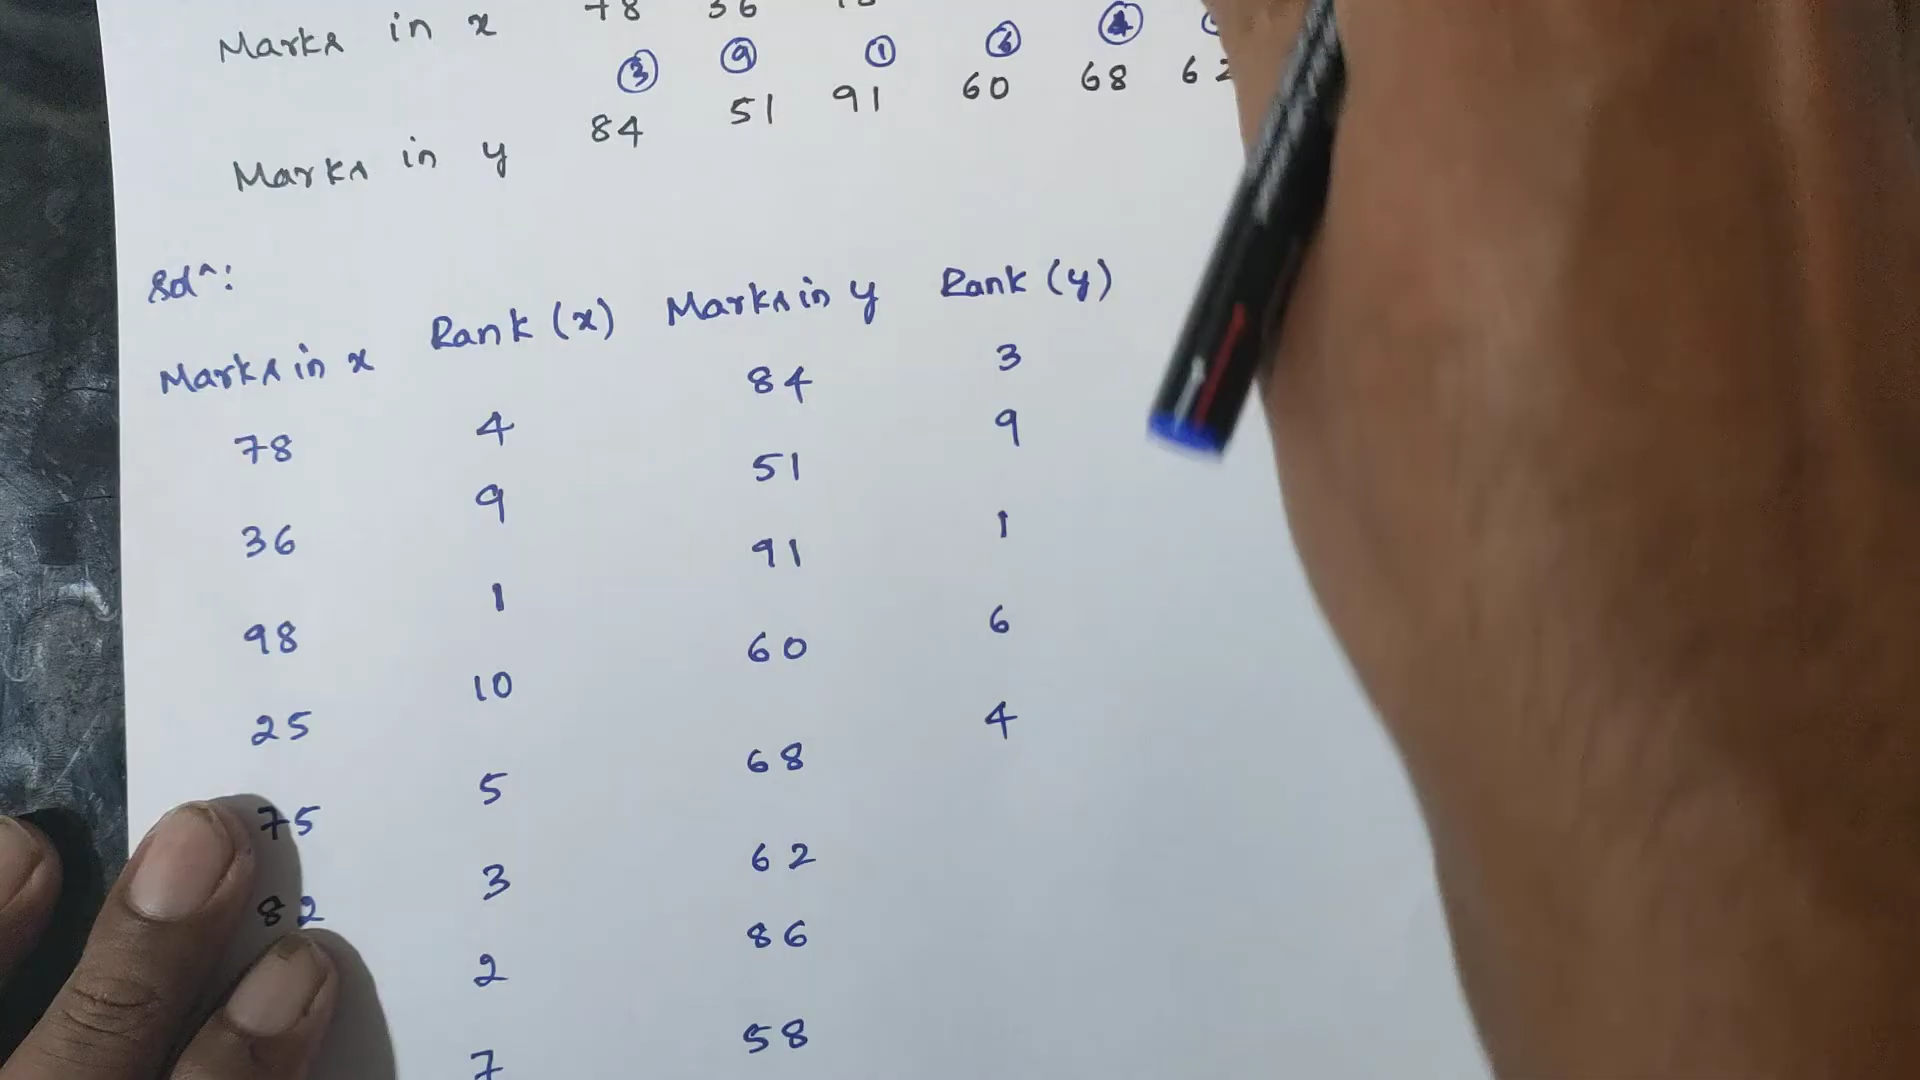 Marks in x 78 36
③ ⑨ ① ⑥ ④
Marks in y 84 51 91 60 68 62
Soln:
Marks in x Rank (x) Marks in y Rank (y)
78 4 84 3
36 9 51 9
98 1 91 1
25 10 60 6
75 5 68 4
82 3 62
2 86
7 58